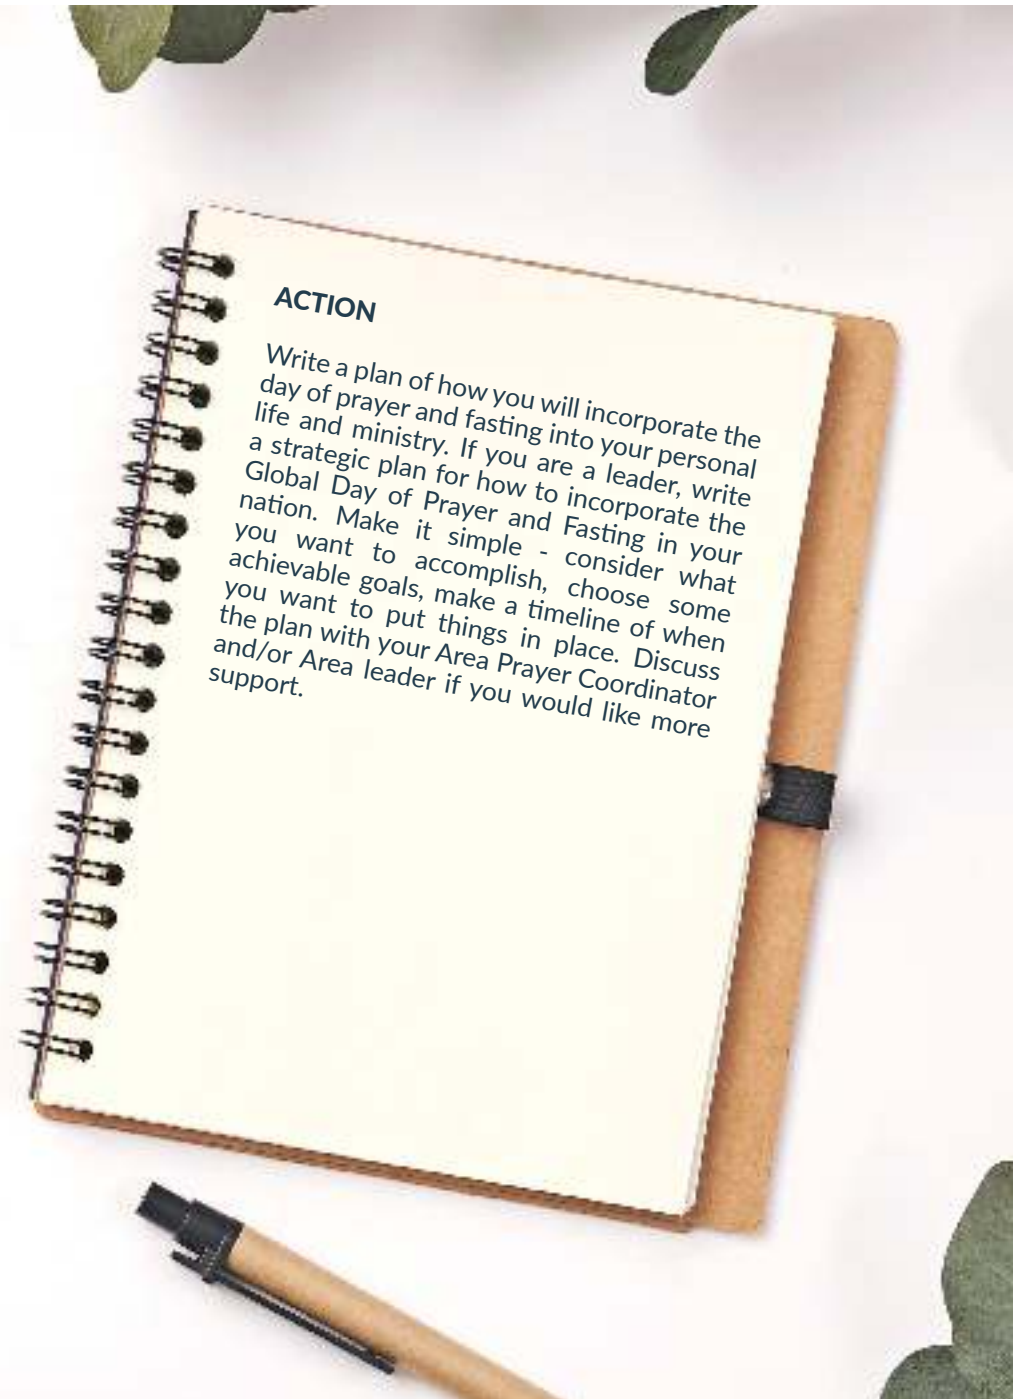 ACTION
Write a plan of how you will incorporate the
day of prayer and fasting into your personal
life and ministry. If you are a leader, write
a strategic plan for how to incorporate the
Global Day of Prayer and Fasting in your
nation. Make it simple - consider what
you want to accomplish, choose some
achievable goals, make a timeline of when
you want to put things in place. Discuss
the plan with your Area Prayer Coordinator
and/or Area leader if you would like more
support.